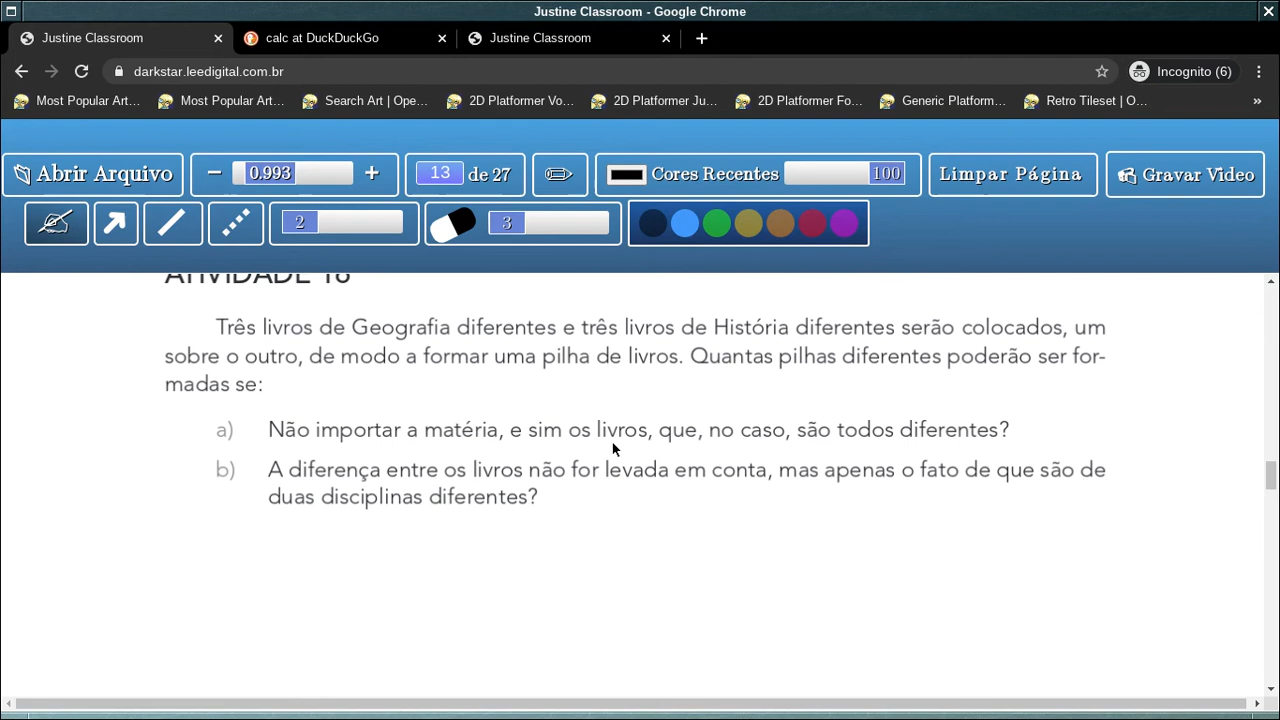 Justine Classroom - Google Chrome
Justine Classroom
calc at DuckDuckGo
Justine Classroom
darkstar.leedigital.com.br
Incognito (6)
Most Popular Art...
Most Popular Art...
Search Art | Ope...
2D Platformer Vo...
2D Platformer Ju...
2D Platformer Fo...
Generic Platform...
Retro Tileset | O...
»
Abrir Arquivo
− 0.993 +
13 de 27
Cores Recentes
100
Limpar Página
Gravar Video
2
3
ATIVIDADE 18
Três livros de Geografia diferentes e três livros de História diferentes serão colocados, um
sobre o outro, de modo a formar uma pilha de livros. Quantas pilhas diferentes poderão ser for-
madas se:
a) Não importar a matéria, e sim os livros, que, no caso, são todos diferentes?
b) A diferença entre os livros não for levada em conta, mas apenas o fato de que são de
duas disciplinas diferentes?